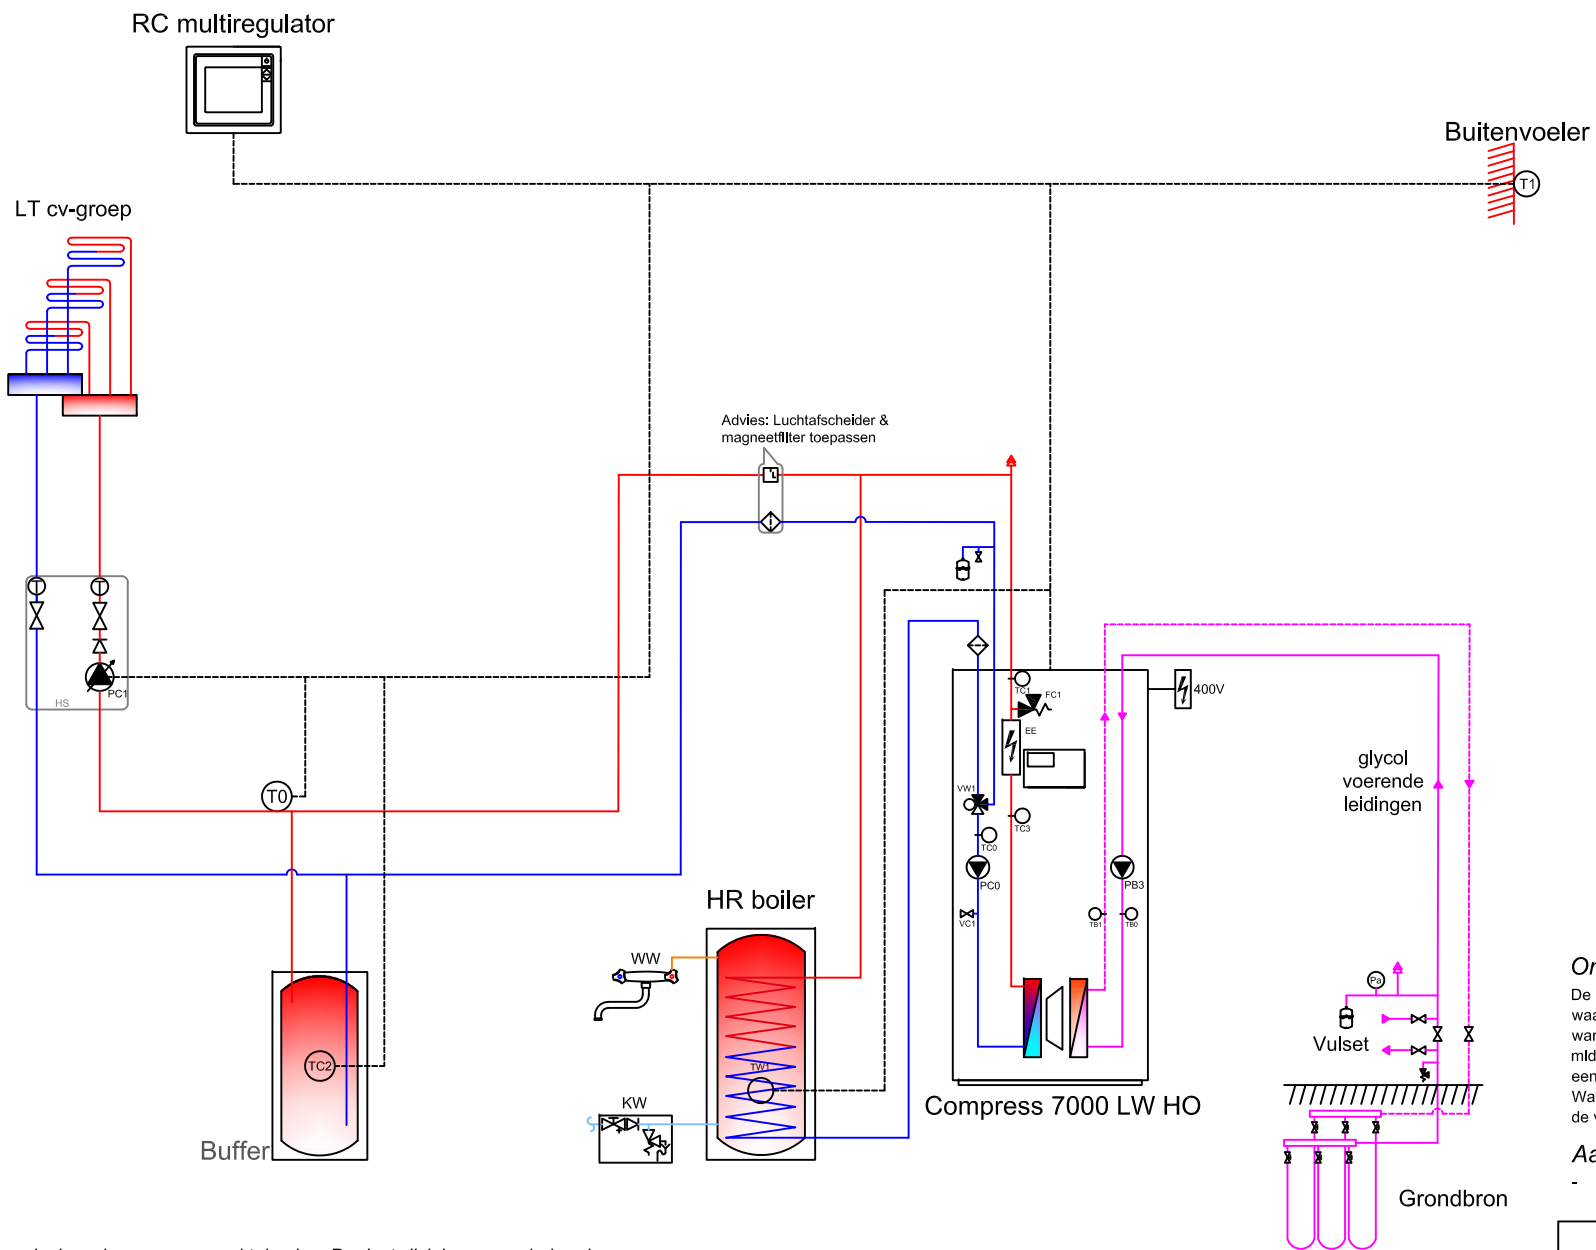 RC multiregulator
Buitenvoeler
T1
LT cv-groep
Advies: Luchtafscheider &
magneetfilter toepassen
T
T
PC1
HS
T0
TC1
FC1
EE
400V
VW1
TC3
TC0
PC0
PB3
VC1
TB1
TB0
glycol
voerende
leidingen
HR boiler
WW
TW1
KW
TC2
Buffer
Compress 7000 LW HO
Pa
Vulset
Grondbron
De
een
de v
-